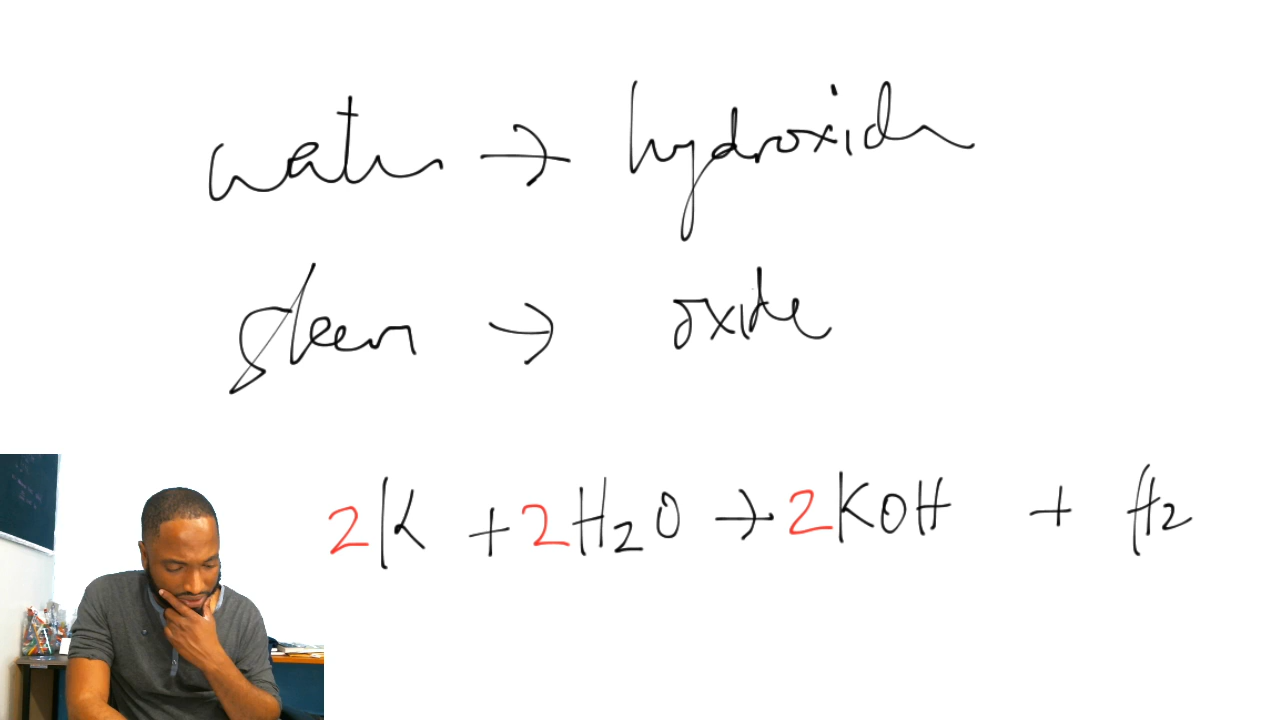 water → hydroxide
steam → oxide
2K + 2H₂O → 2KOH + H₂